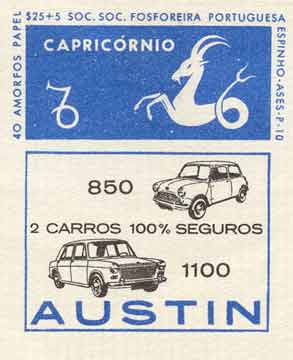 $25+5 SOC. SOC. FOSFOREIRA PORTUGUESA
40 AMORFOS PAPEL
ESPINHO-ASES-P-10
CAPRICÓRNIO
850
2 CARROS 100% SEGUROS
1100
AUSTIN